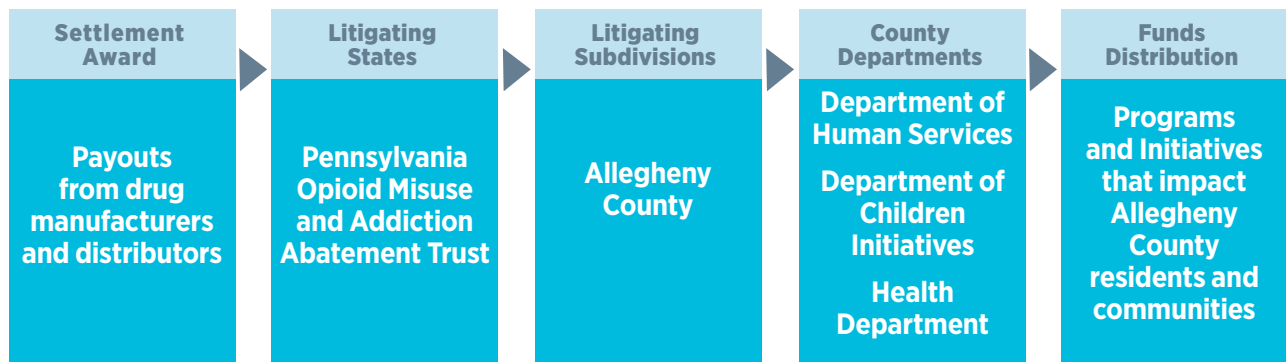 Settlement
Award
Payouts
from drug
manufacturers
and distributors
Litigating
States
Pennsylvania
Opioid Misuse
and Addiction
Abatement Trust
Litigating
Subdivisions
Allegheny
County
County
Departments
Department of
Human Services
Department of
Children
Initiatives
Health
Department
Funds
Distribution
Programs
and Initiatives
that impact
Allegheny
County
residents and
communities